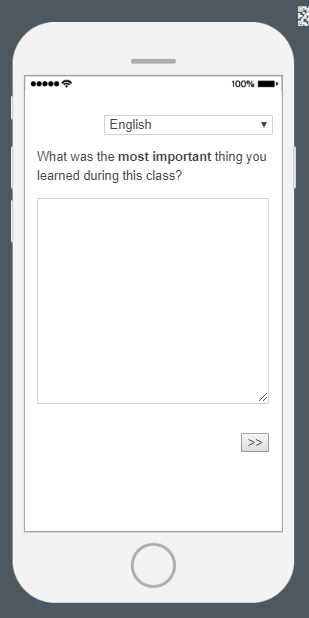 100%
English
What was the most important thing you
learned during this class?
>>